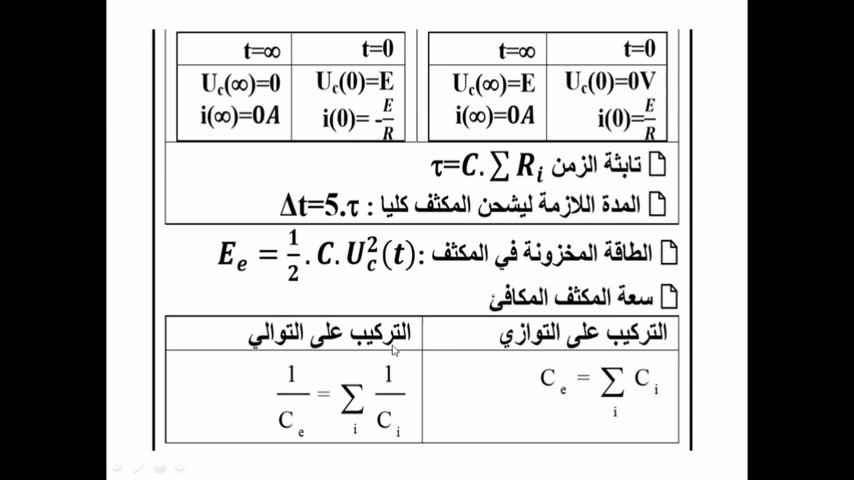 t=0 t=∞
Uc(0)=0V Uc(∞)=E
i(0)=E/R i(∞)=0A
t=0 t=∞
Uc(0)=E Uc(∞)=0
i(0)= -E/R i(∞)=0A
تابثة الزمن τ=C.∑ Ri
المدة اللازمة ليشحن المكثف كليا : Δt=5.τ
الطاقة المخزونة في المكثف : Ee = 1/2 . C. Uc²(t)
سعة المكثف المكافئ
التركيب على التوازي التركيب على التوالي
Ce = ∑i Ci 1/Ce = ∑i 1/Ci